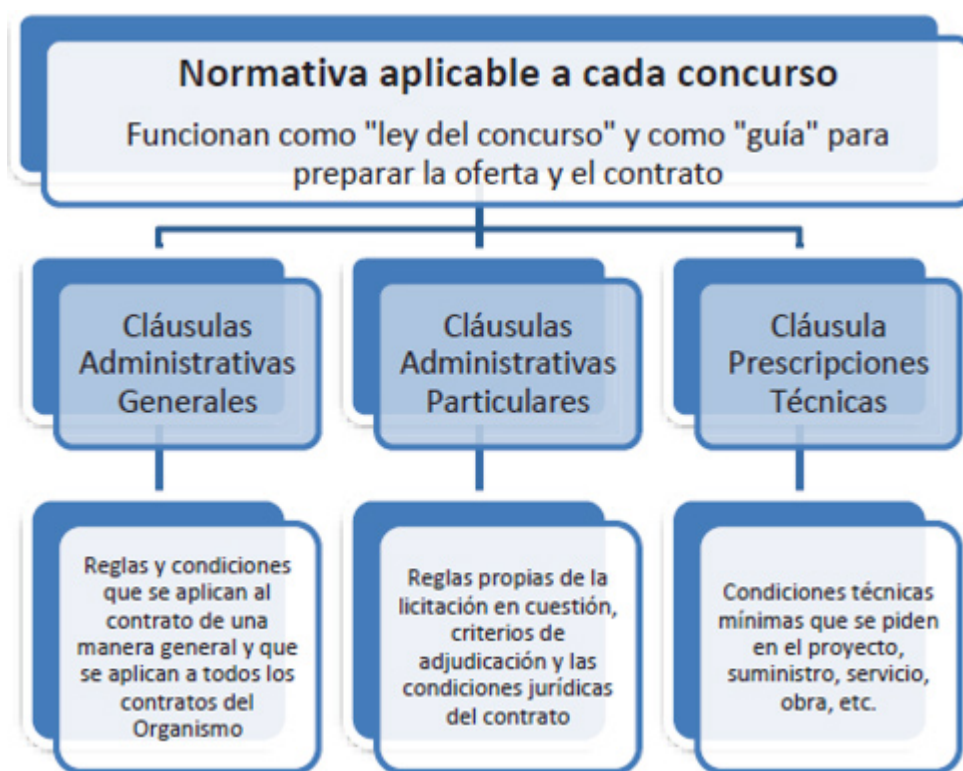 Normativa aplicable a cada concurso
Funcionan como "ley del concurso" y como "guía" para
preparar la oferta y el contrato
Cláusulas
Administrativas
Generales
Cláusulas
Administrativas
Particulares
Cláusula
Prescripciones
Técnicas
Reglas y condiciones
que se aplican al
contrato de una
manera general y que
se aplican a todos los
contratos del
Organismo
Reglas propias de la
licitación en cuestión,
criterios de
adjudicación y las
condiciones jurídicas
del contrato
Condiciones técnicas
mínimas que se piden
en el proyecto,
suministro, servicio,
obra, etc.